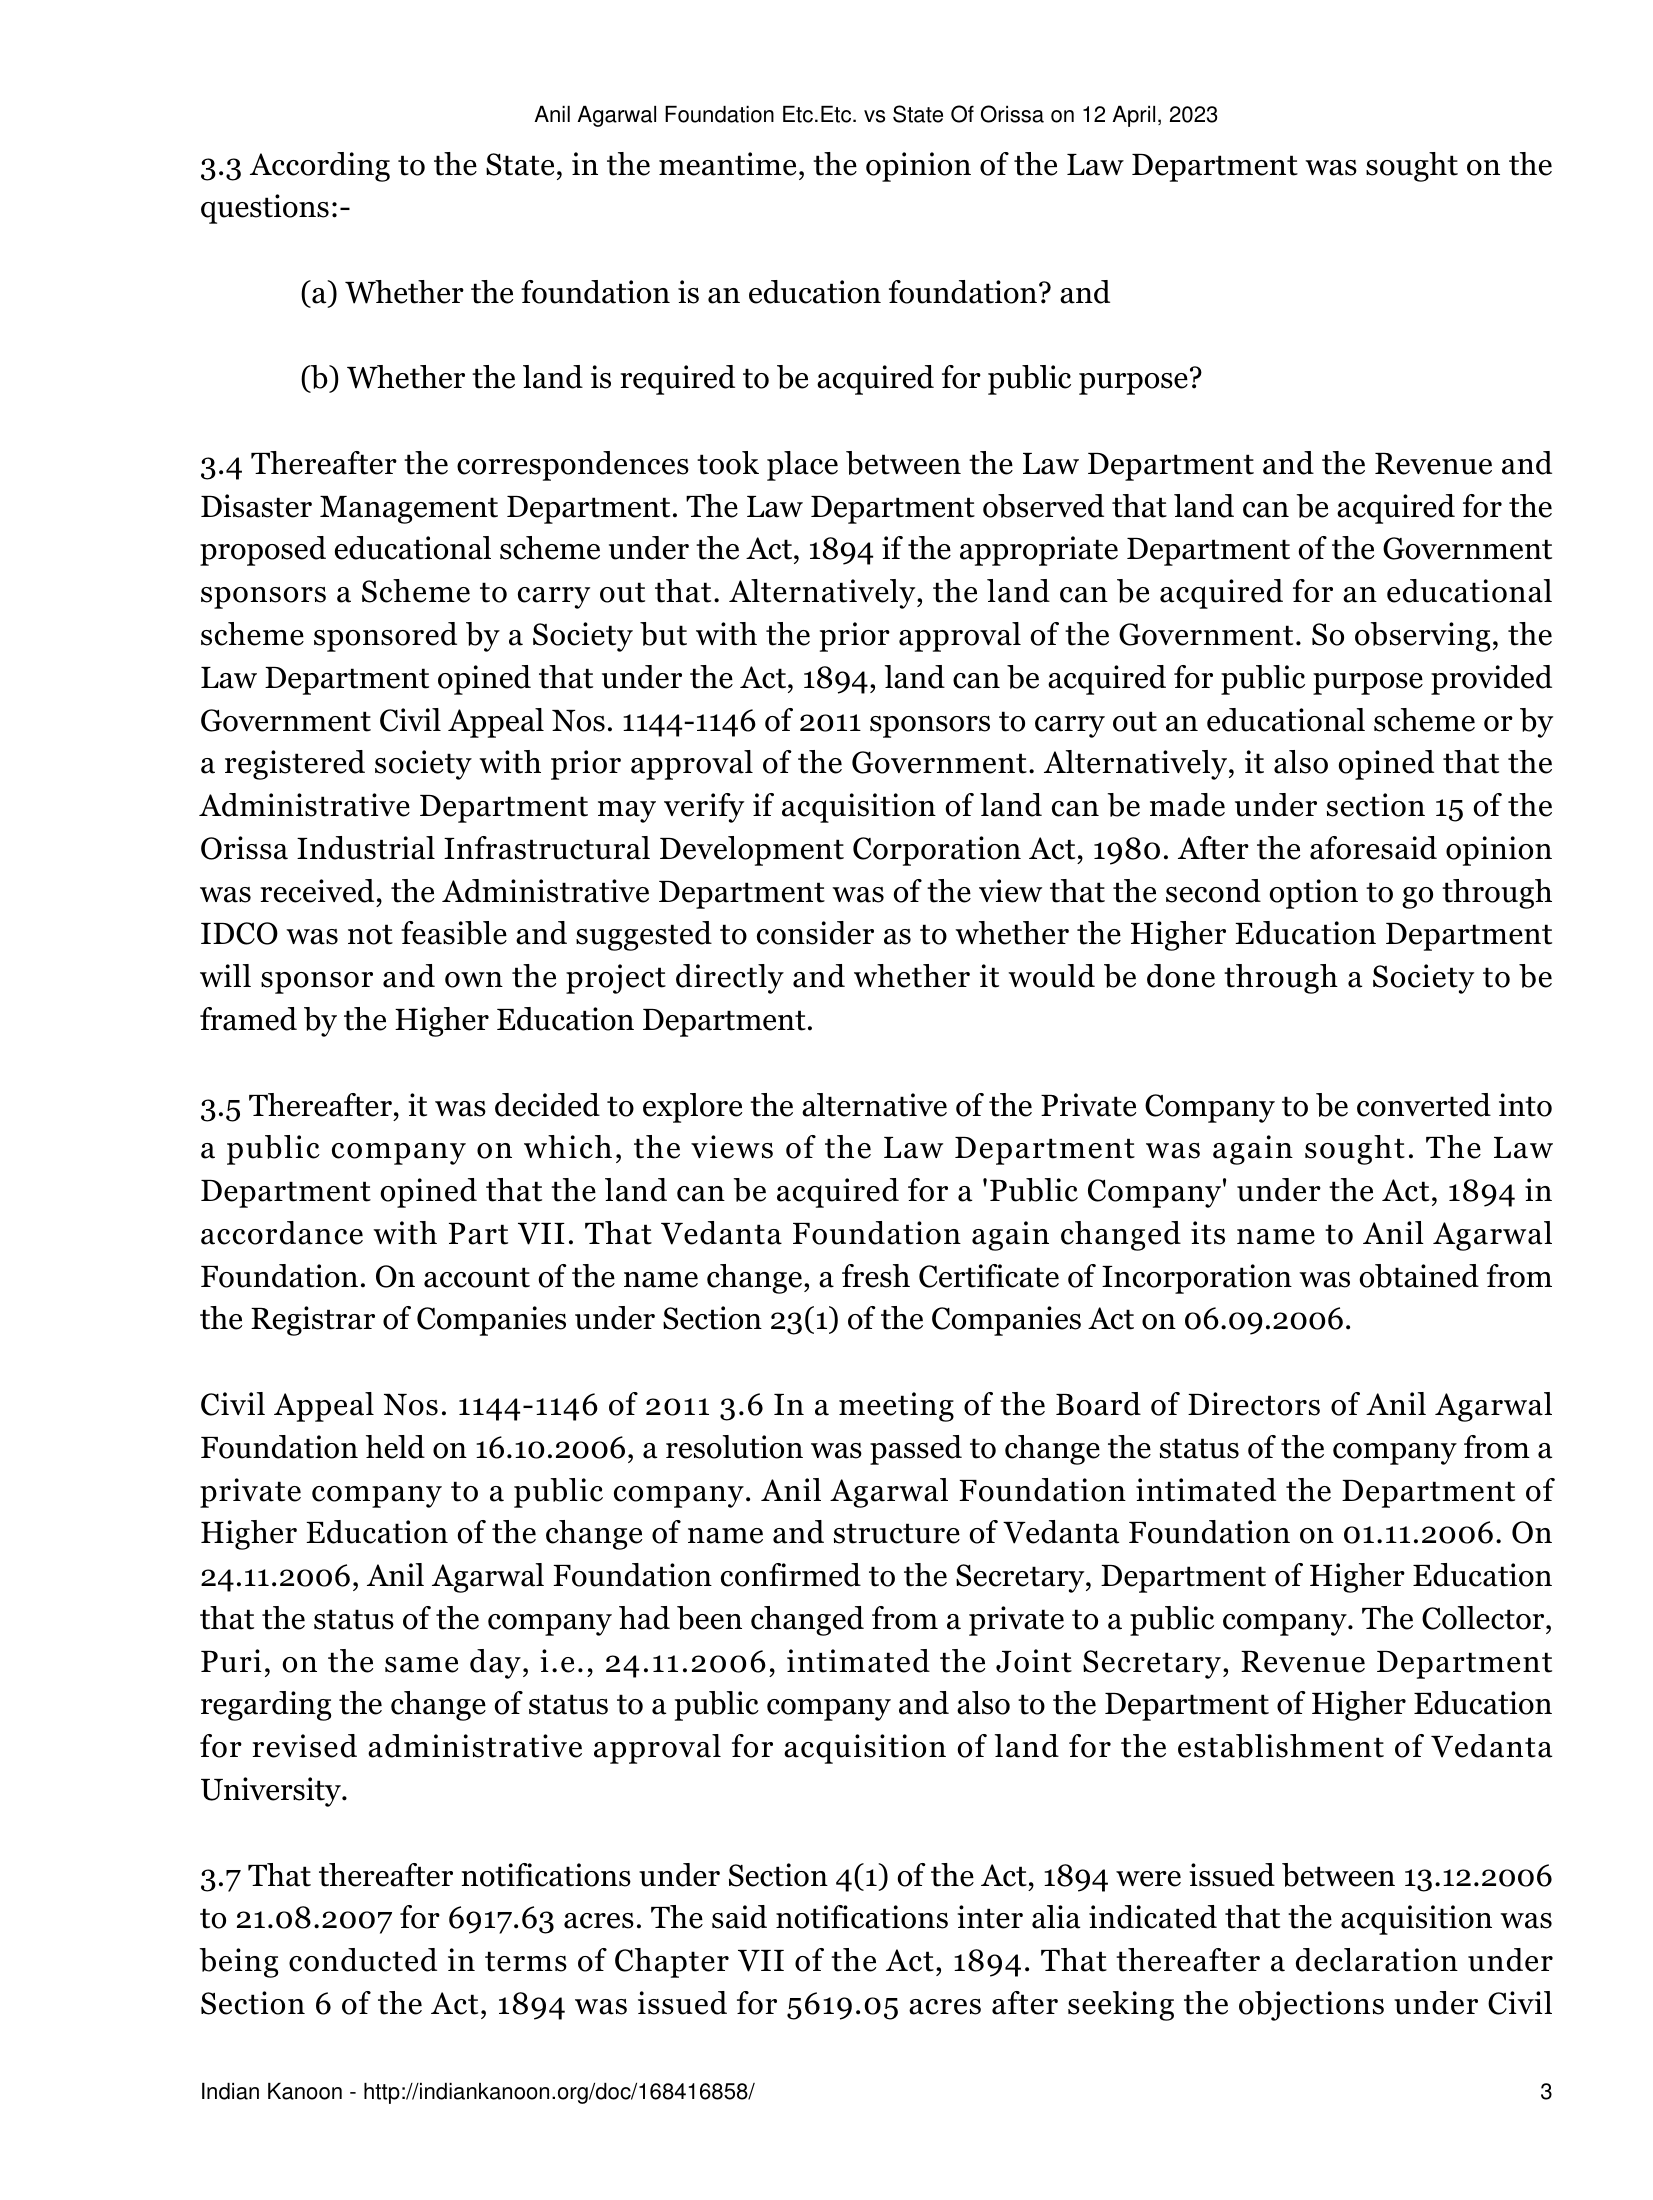 Anil Agarwal Foundation Etc.Etc. vs State Of Orissa on 12 April, 2023
3.3 According to the State, in the meantime, the opinion of the Law Department was sought on the
questions:-
(a) Whether the foundation is an education foundation? and
(b) Whether the land is required to be acquired for public purpose?
3.4 Thereafter the correspondences took place between the Law Department and the Revenue and
Disaster Management Department. The Law Department observed that land can be acquired for the
proposed educational scheme under the Act, 1894 if the appropriate Department of the Government
sponsors a Scheme to carry out that. Alternatively, the land can be acquired for an educational
scheme sponsored by a Society but with the prior approval of the Government. So observing, the
Law Department opined that under the Act, 1894, land can be acquired for public purpose provided
Government Civil Appeal Nos. 1144-1146 of 2011 sponsors to carry out an educational scheme or by
a registered society with prior approval of the Government. Alternatively, it also opined that the
Administrative Department may verify if acquisition of land can be made under section 15 of the
Orissa Industrial Infrastructural Development Corporation Act, 1980. After the aforesaid opinion
was received, the Administrative Department was of the view that the second option to go through
IDCO was not feasible and suggested to consider as to whether the Higher Education Department
will sponsor and own the project directly and whether it would be done through a Society to be
framed by the Higher Education Department.
3.5 Thereafter, it was decided to explore the alternative of the Private Company to be converted into
a public company on which, the views of the Law Department was again sought. The Law
Department opined that the land can be acquired for a 'Public Company' under the Act, 1894 in
accordance with Part VII. That Vedanta Foundation again changed its name to Anil Agarwal
Foundation. On account of the name change, a fresh Certificate of Incorporation was obtained from
the Registrar of Companies under Section 23(1) of the Companies Act on 06.09.2006.
Civil Appeal Nos. 1144-1146 of 2011 3.6 In a meeting of the Board of Directors of Anil Agarwal
Foundation held on 16.10.2006, a resolution was passed to change the status of the company from a
private company to a public company. Anil Agarwal Foundation intimated the Department of
Higher Education of the change of name and structure of Vedanta Foundation on 01.11.2006. On
24.11.2006, Anil Agarwal Foundation confirmed to the Secretary, Department of Higher Education
that the status of the company had been changed from a private to a public company. The Collector,
Puri, on the same day, i.e., 24.11.2006, intimated the Joint Secretary, Revenue Department
regarding the change of status to a public company and also to the Department of Higher Education
for revised administrative approval for acquisition of land for the establishment of Vedanta
University.
3.7 That thereafter notifications under Section 4(1) of the Act, 1894 were issued between 13.12.2006
to 21.08.2007 for 6917.63 acres. The said notifications inter alia indicated that the acquisition was
being conducted in terms of Chapter VII of the Act, 1894. That thereafter a declaration under
Section 6 of the Act, 1894 was issued for 5619.05 acres after seeking the objections under Civil
Indian Kanoon - http://indiankanoon.org/doc/168416858/
3